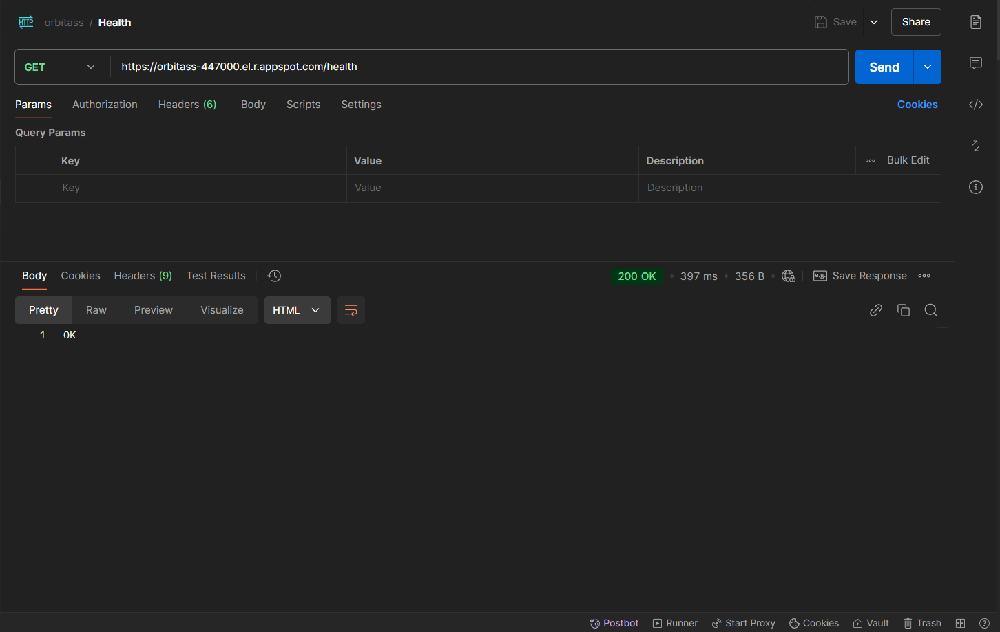 HTTP orbitass / Health Save Share
GET https://orbitass-447000.el.r.appspot.com/health Send
Params Authorization Headers (6) Body Scripts Settings Cookies
Query Params
Key Value Description Bulk Edit
Key Value Description
Body Cookies Headers (9) Test Results 200 OK 397 ms 356 B e.g. Save Response
Pretty Raw Preview Visualize HTML
1 OK
Postbot Runner Start Proxy Cookies Vault Trash